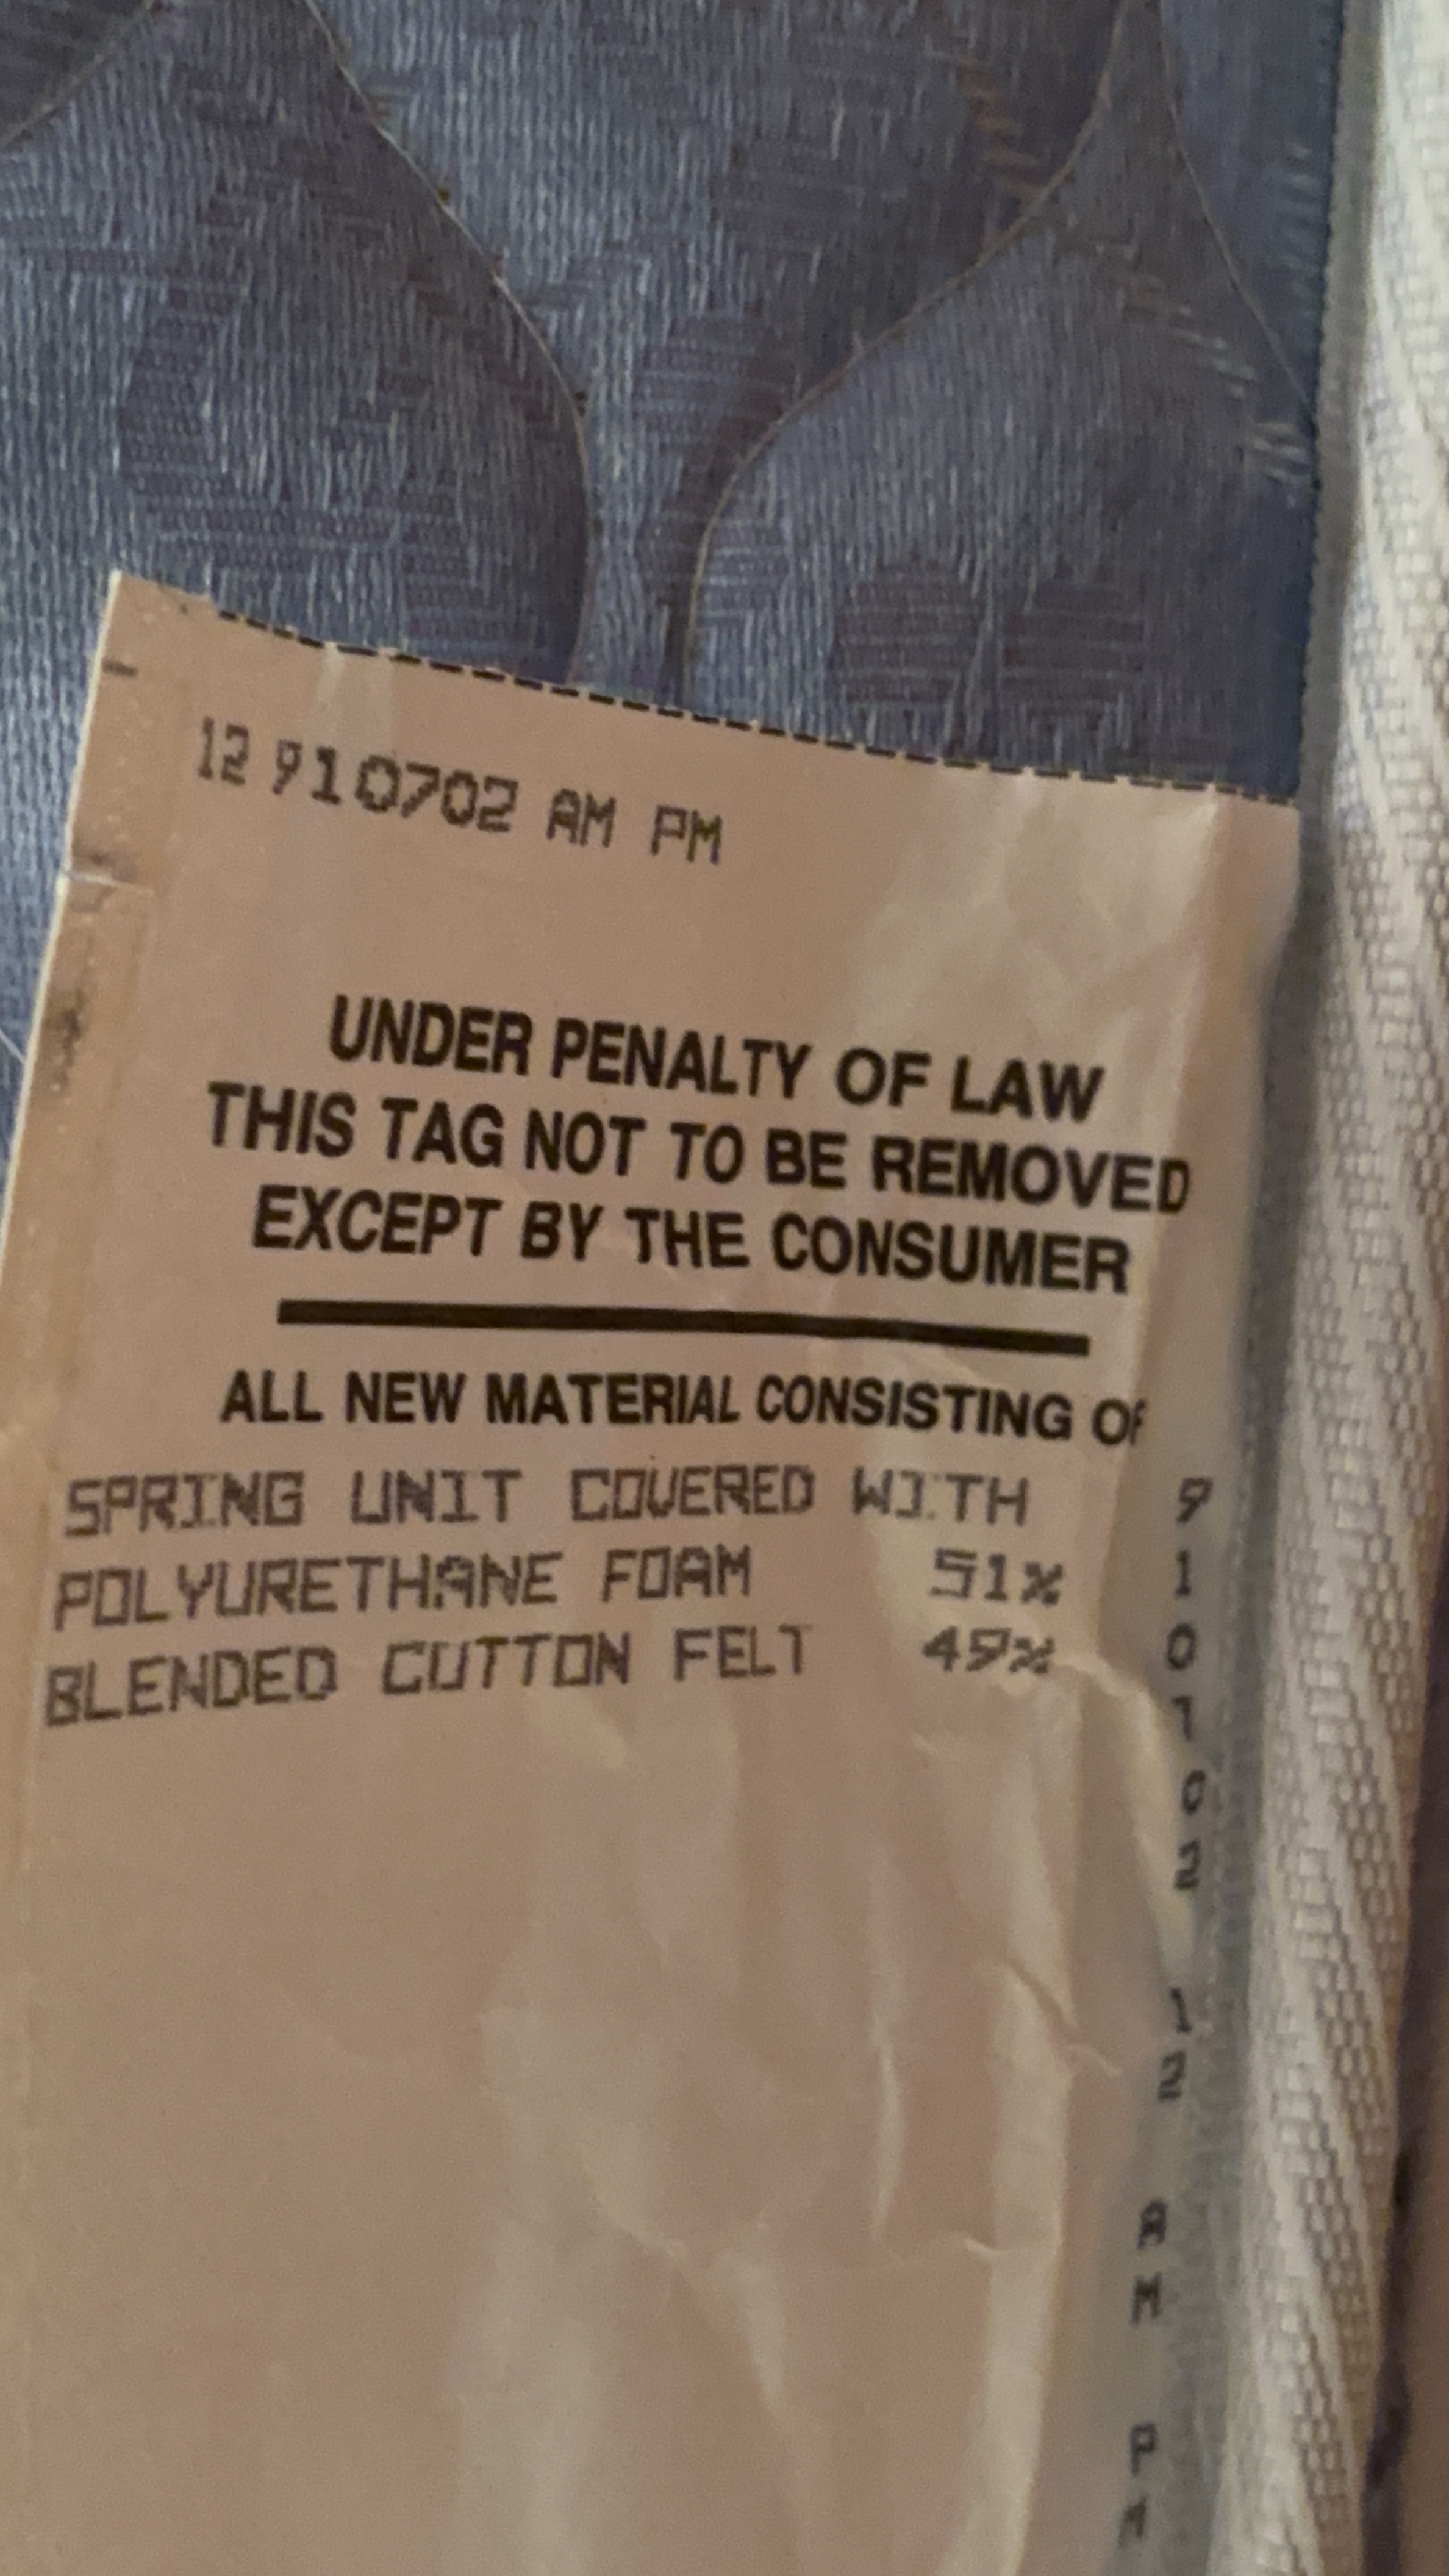 12 910702 AM PM
UNDER PENALTY OF LAW
THIS TAG NOT TO BE REMOVED
EXCEPT BY THE CONSUMER
ALL NEW MATERIAL CONSISTING OF
SPRING UNIT COVERED WITH
POLYURETHANE FOAM 51%
BLENDED COTTON FELT 49%
910702 12 AM PM